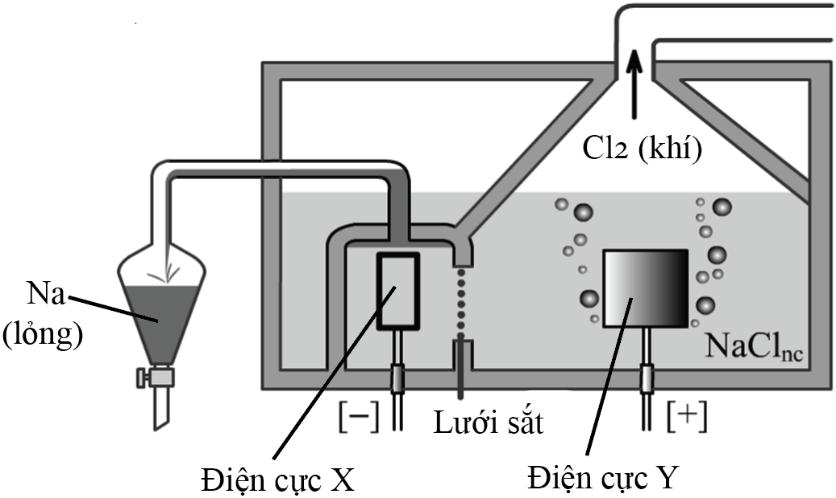 Cl₂ (khí)
Na
(lỏng)
NaClnc
[−]
Lưới sắt
[+]
Điện cực X
Điện cực Y